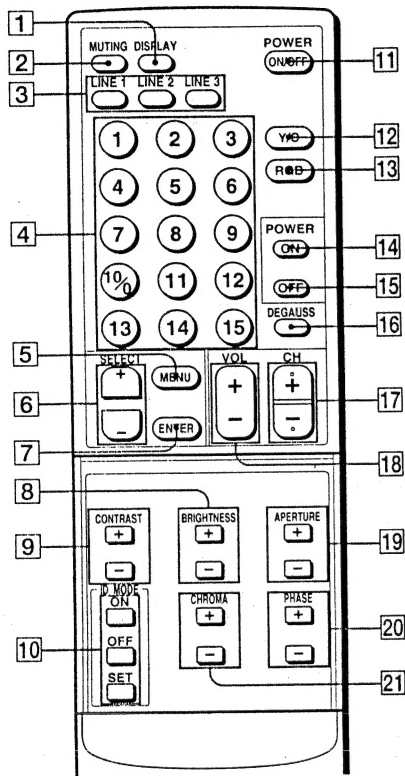 1
MUTING DISPLAY POWER
2 ON/OFF 11
3 LINE 1 LINE 2 LINE 3
1 2 3 Y/C 12
RGB 13
4 5 6
4 7 8 9 POWER
ON 14
10/0 11 12 OFF 15
DEGAUSS
13 14 15 16
5 SELECT MENU VOL CH
6 + + + 17
7 - ENTER - -
18
8
CONTRAST BRIGHTNESS APERTURE
9 + + + 19
- - -
ID MODE
ON CHROMA PHASE
+ + 20
10 OFF
- -
SET 21